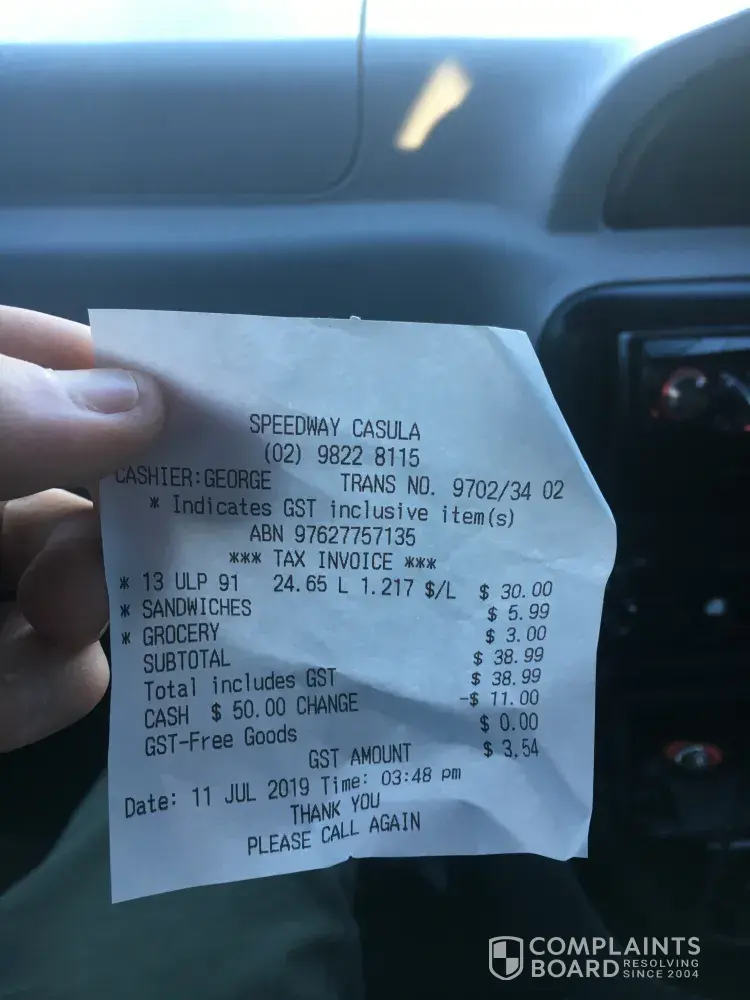 SPEEDWAY CASULA
(02) 9822 8115
CASHIER:GEORGE TRANS NO. 9702/34 02
* Indicates GST inclusive item(s)
ABN 97627757135
*** TAX INVOICE ***
* 13 ULP 91 24.65 L 1.217 $/L $ 30.00
* SANDWICHES $ 5.99
* GROCERY $ 3.00
SUBTOTAL $ 38.99
Total includes GST $ 38.99
CASH $ 50.00 CHANGE -$ 11.00
GST-Free Goods $ 0.00
GST AMOUNT $ 3.54
Date: 11 JUL 2019 Time: 03:48 pm
THANK YOU
PLEASE CALL AGAIN
COMPLAINTS
BOARD RESOLVING SINCE 2004